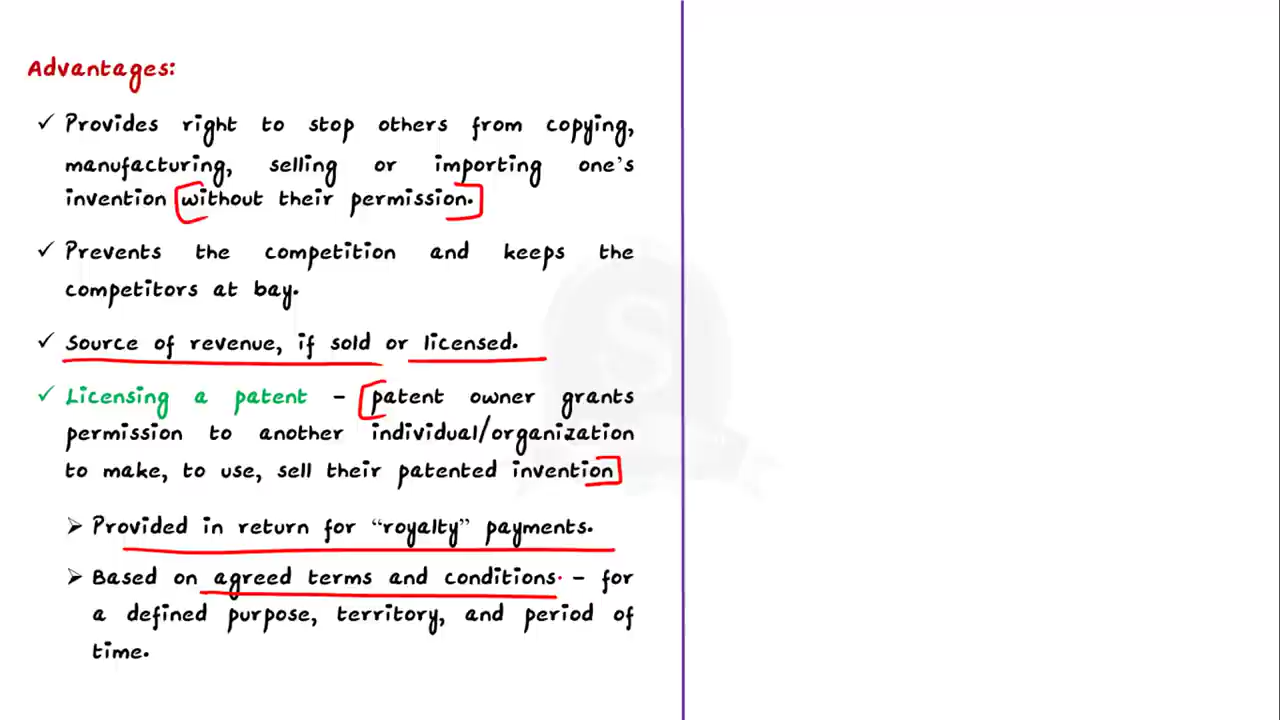 Advantages:
✓ Provides right to stop others from copying,
manufacturing, selling or importing one's
invention without their permission.
✓ Prevents the competition and keeps the
competitors at bay.
✓ Source of revenue, if sold or licensed.
✓ Licensing a patent – patent owner grants
permission to another individual/organization
to make, to use, sell their patented invention
➢ Provided in return for “royalty” payments.
➢ Based on agreed terms and conditions – for
a defined purpose, territory, and period of
time.